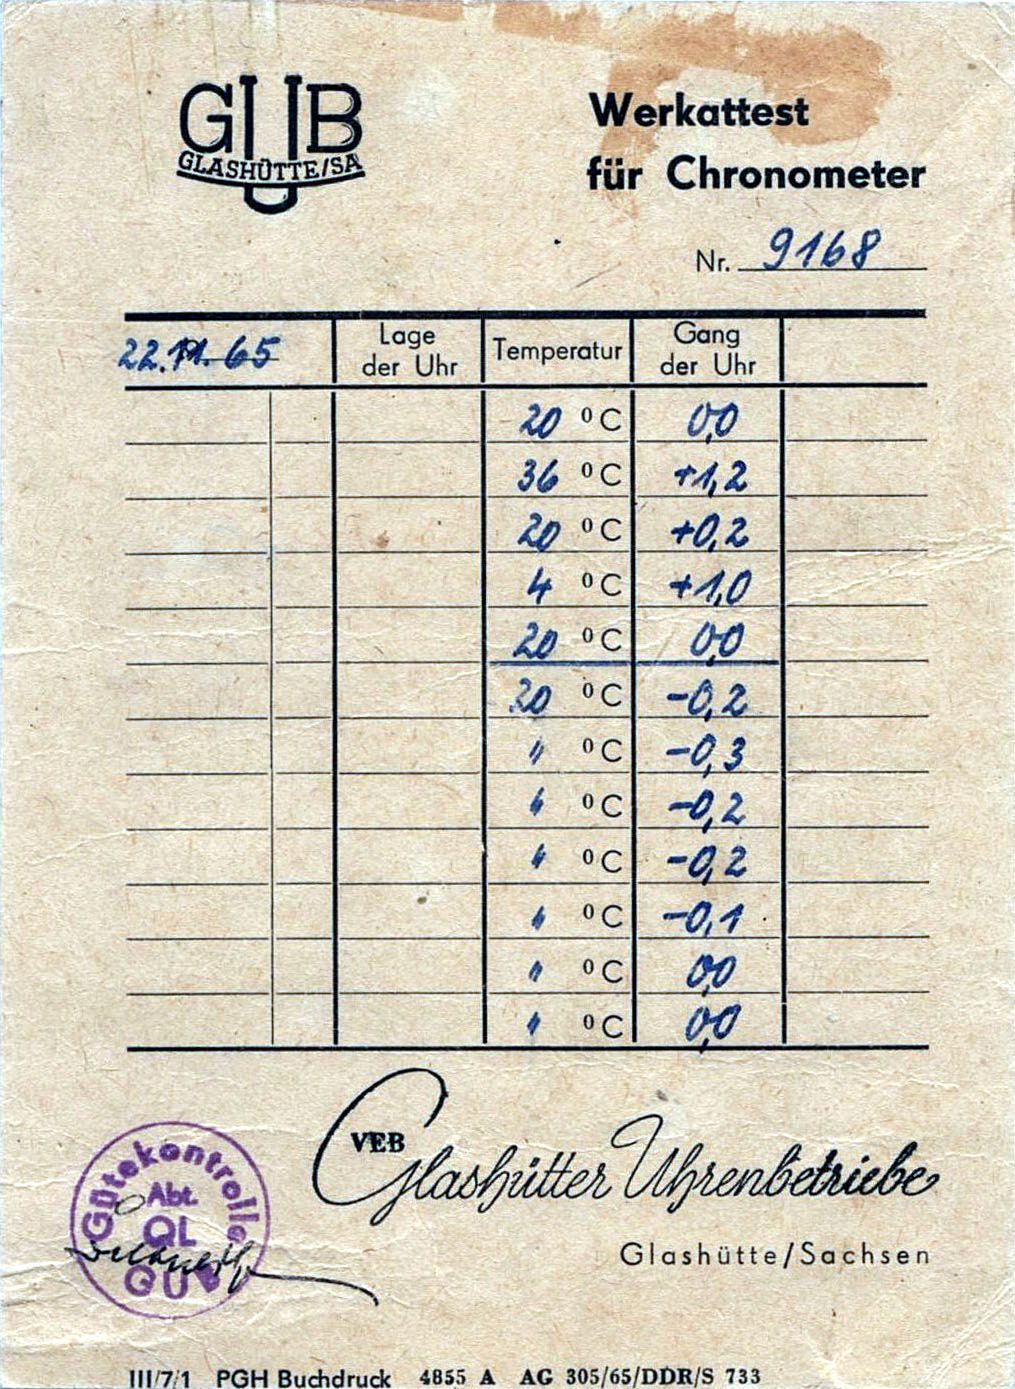 GUB
GLASHÜTTE/SA
Werkattest
für Chronometer
Nr. 9168
22.11.65
Lage der Uhr
Temperatur
Gang der Uhr
20 °C 0,0
36 °C +1,2
20 °C +0,2
4 °C +1,0
20 °C 0,0
20 °C -0,2
" °C -0,3
" °C -0,2
" °C -0,2
" °C -0,1
" °C 0,0
" °C 0,0
VEB Glashütter Uhrenbetriebe
Glashütte/Sachsen
Gütekontrolle
Abt.
QL
GUB
III/7/1 PGH Buchdruck 4855 A AG 305/65/DDR/S 733